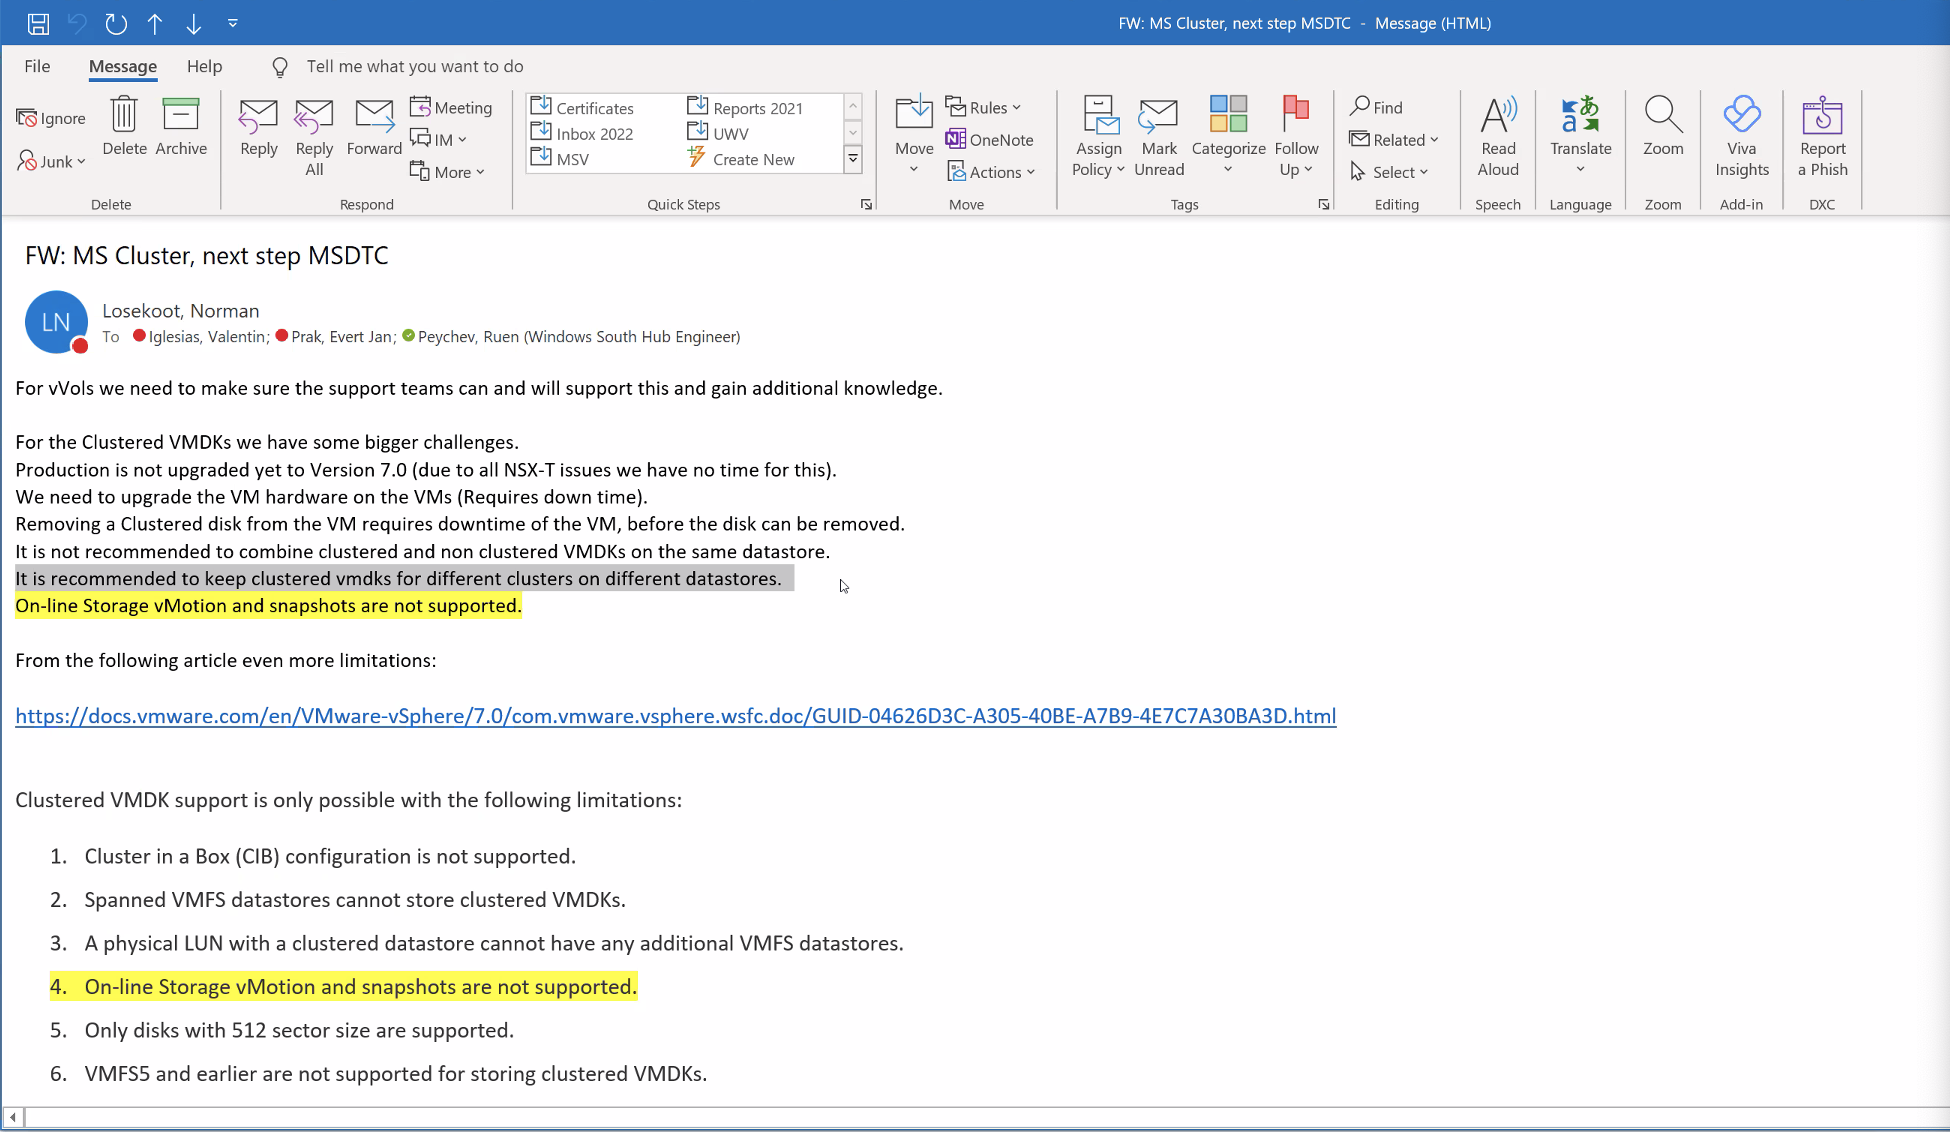 FW: MS Cluster, next step MSDTC - Message (HTML)
File Message Help Tell me what you want to do
Ignore
Junk
Delete
Archive
Delete
Reply
Reply All
Forward
Meeting
IM
More
Respond
Certificates
Inbox 2022
MSV
Reports 2021
UWV
Create New
Quick Steps
Move
Rules
OneNote
Actions
Move
Assign Policy
Mark Unread
Categorize
Follow Up
Tags
Find
Related
Select
Editing
Read Aloud
Speech
Translate
Language
Zoom
Zoom
Viva Insights
Add-in
Report a Phish
DXC
FW: MS Cluster, next step MSDTC
LN
Losekoot, Norman
To Iglesias, Valentin; Prak, Evert Jan; Peychev, Ruen (Windows South Hub Engineer)
For vVols we need to make sure the support teams can and will support this and gain additional knowledge.
For the Clustered VMDKs we have some bigger challenges.
Production is not upgraded yet to Version 7.0 (due to all NSX-T issues we have no time for this).
We need to upgrade the VM hardware on the VMs (Requires down time).
Removing a Clustered disk from the VM requires downtime of the VM, before the disk can be removed.
It is not recommended to combine clustered and non clustered VMDKs on the same datastore.
It is recommended to keep clustered vmdks for different clusters on different datastores.
On-line Storage vMotion and snapshots are not supported.
From the following article even more limitations:
https://docs.vmware.com/en/VMware-vSphere/7.0/com.vmware.vsphere.wsfc.doc/GUID-04626D3C-A305-40BE-A7B9-4E7C7A30BA3D.html
Clustered VMDK support is only possible with the following limitations:
1. Cluster in a Box (CIB) configuration is not supported.
2. Spanned VMFS datastores cannot store clustered VMDKs.
3. A physical LUN with a clustered datastore cannot have any additional VMFS datastores.
4. On-line Storage vMotion and snapshots are not supported.
5. Only disks with 512 sector size are supported.
6. VMFS5 and earlier are not supported for storing clustered VMDKs.